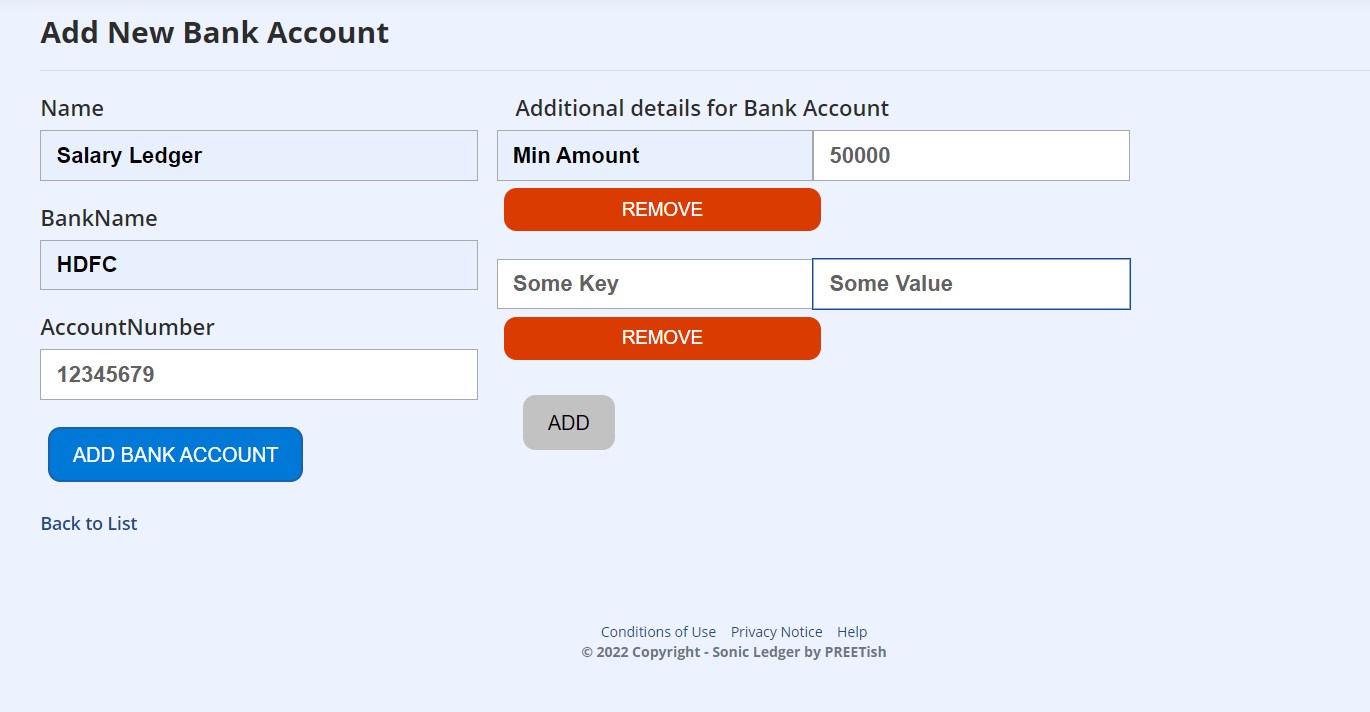 Add New Bank Account
Name
Salary Ledger
BankName
HDFC
AccountNumber
12345679
ADD BANK ACCOUNT
Back to List
Additional details for Bank Account
Min Amount 50000
REMOVE
Some Key Some Value
REMOVE
ADD
Conditions of Use Privacy Notice Help
© 2022 Copyright - Sonic Ledger by PREETish